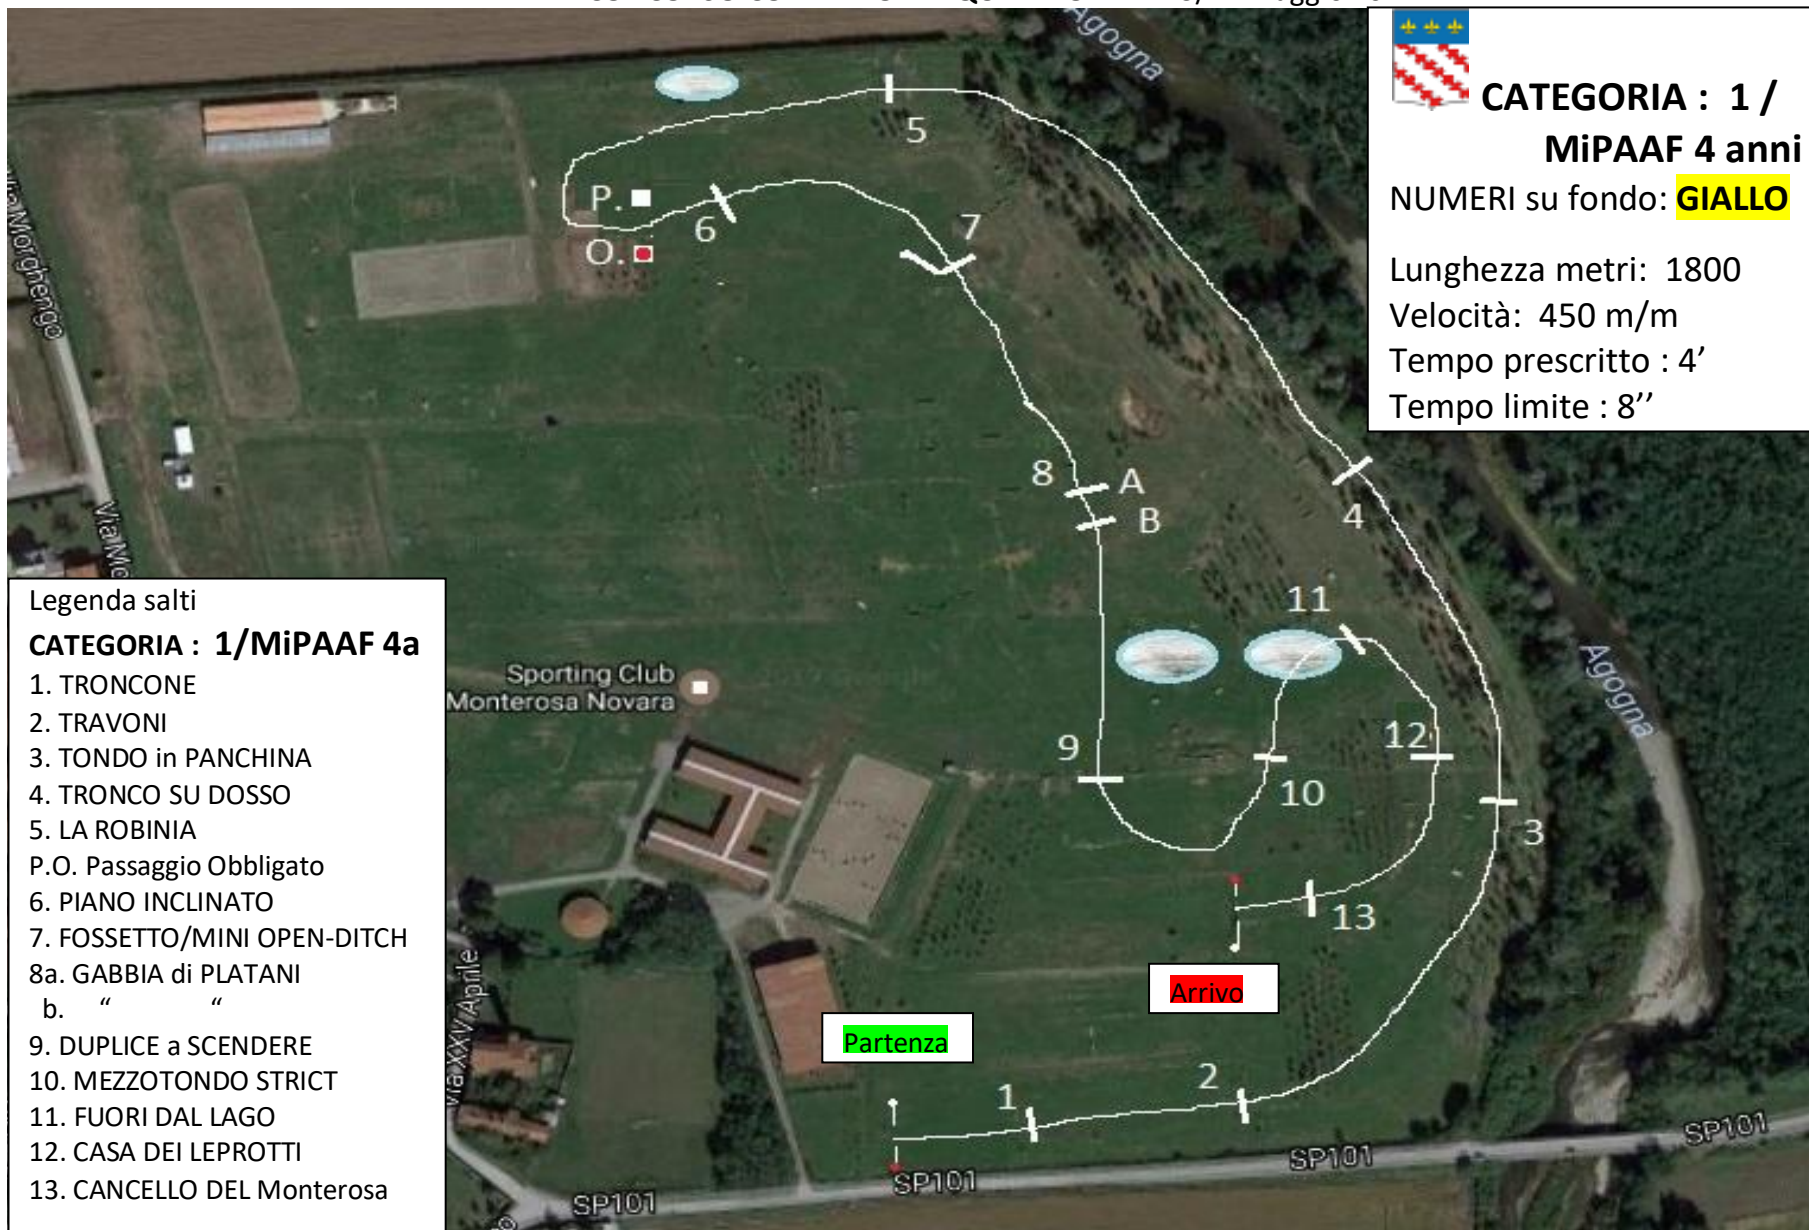 Agogna
CATEGORIA : 1 /
MiPAAF 4 anni
NUMERI su fondo: GIALLO
Lunghezza metri: 1800
Velocità: 450 m/m
Tempo prescritto : 4’
Tempo limite : 8’’
5
P.
6
O.
7
Via Morghengo
8
A
B
4
Via Mo
11
Legenda salti
CATEGORIA : 1/MiPAAF 4a
1. TRONCONE
2. TRAVONI
3. TONDO in PANCHINA
4. TRONCO SU DOSSO
5. LA ROBINIA
P.O. Passaggio Obbligato
6. PIANO INCLINATO
7. FOSSETTO/MINI OPEN-DITCH
8a. GABBIA di PLATANI
b. “ “
9. DUPLICE a SCENDERE
10. MEZZOTONDO STRICT
11. FUORI DAL LAGO
12. CASA DEI LEPROTTI
13. CANCELLO DEL Monterosa
Sporting Club
Monterosa Novara
Agogna
9
12
10
3
13
Arrivo
Partenza
Via XXV Aprile
1
2
SP101
SP101
SP101
SP101